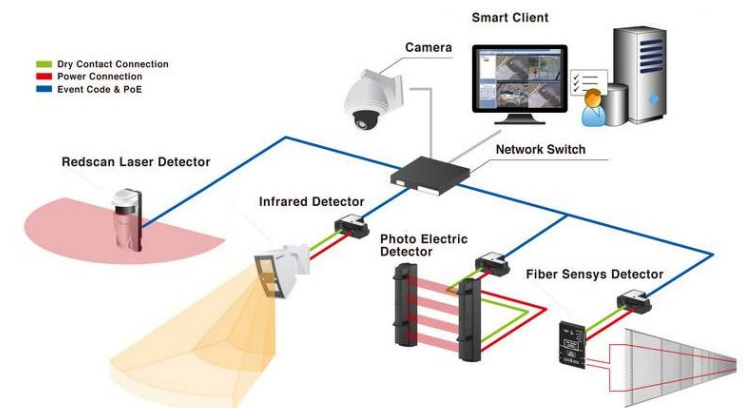 Smart Client
Camera
Dry Contact Connection
Power Connection
Event Code & PoE
Network Switch
Redscan Laser Detector
Infrared Detector
Photo Electric
Detector
Fiber Sensys Detector